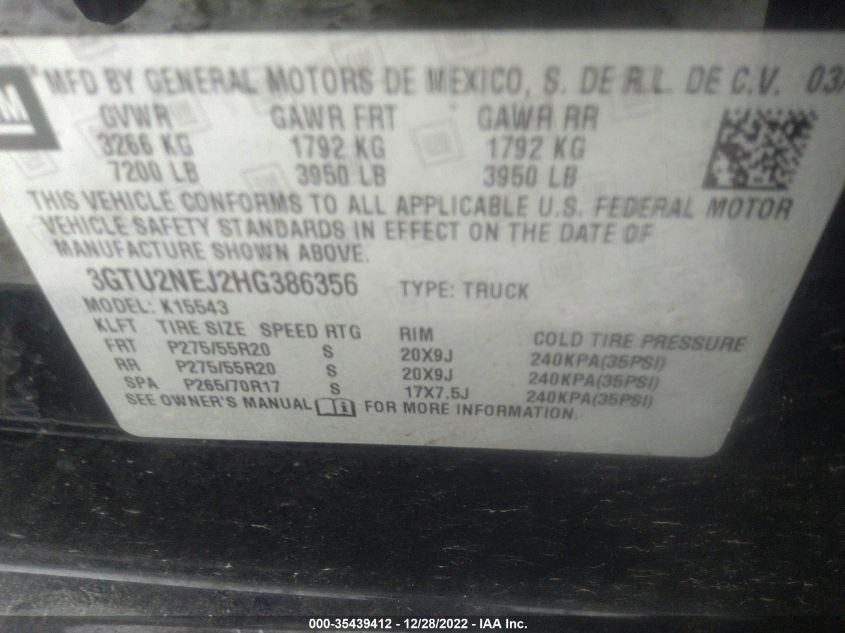 GM
MFD BY GENERAL MOTORS DE MEXICO, S. DE R.L. DE C.V. 03/
GVWR GAWR FRT GAWR RR
3266 KG 1792 KG 1792 KG
7200 LB 3950 LB 3950 LB
THIS VEHICLE CONFORMS TO ALL APPLICABLE U.S. FEDERAL MOTOR
VEHICLE SAFETY STANDARDS IN EFFECT ON THE DATE OF
MANUFACTURE SHOWN ABOVE.
3GTU2NEJ2HG386356 TYPE: TRUCK
MODEL: K15543
KLFT TIRE SIZE SPEED RTG RIM COLD TIRE PRESSURE
FRT P275/55R20 S 20X9J 240KPA(35PSI)
RR P275/55R20 S 20X9J 240KPA(35PSI)
SPA P265/70R17 S 17X7.5J 240KPA(35PSI)
SEE OWNER'S MANUAL FOR MORE INFORMATION.
000-35439412 - 12/28/2022 - IAA Inc.